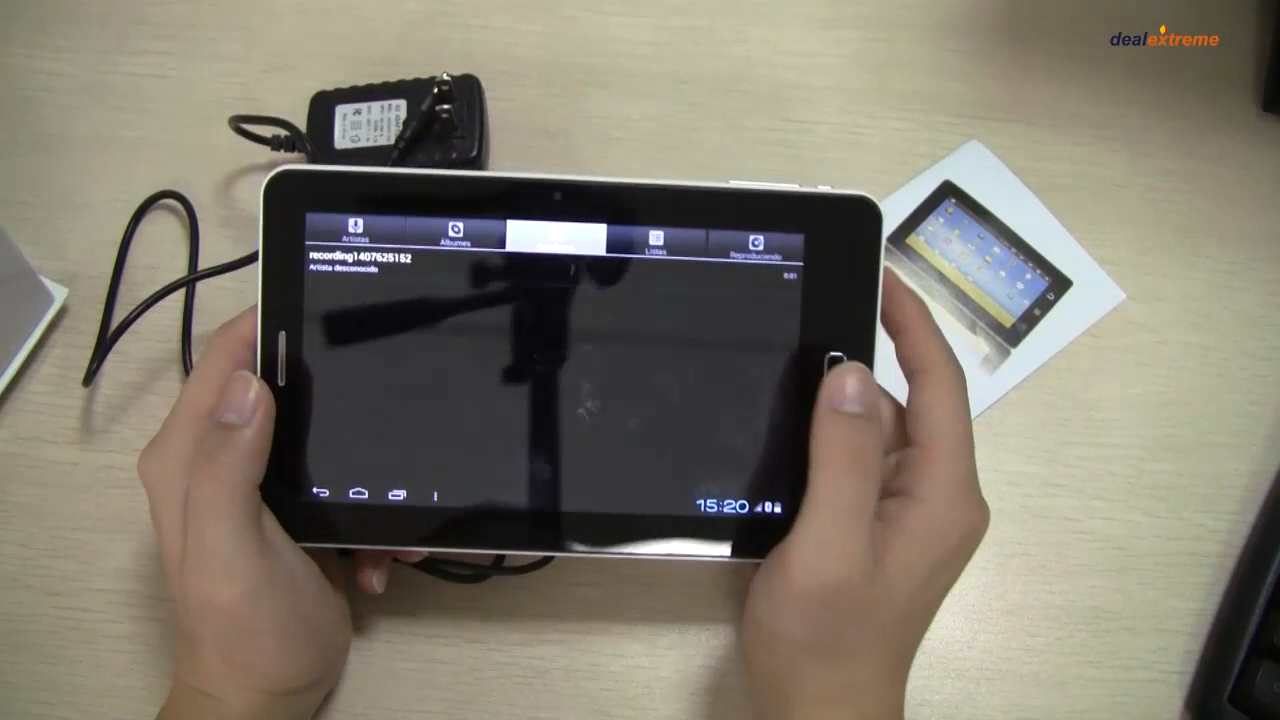 dealextreme
Artistas
Álbumes
Listas
Reproduciendo
recording1407625152
Artista desconocido
0:01
15:20